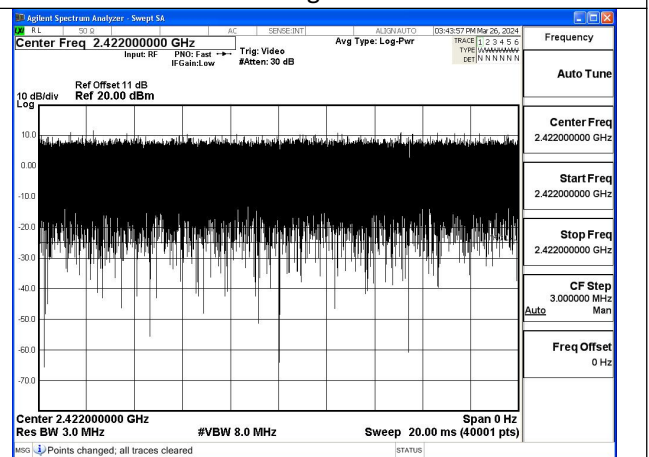 Agilent Spectrum Analyzer - Swept SA
RL 50 Ω AC SENSE:INT ALIGN AUTO 03:43:57 PM Mar 26, 2024
Center Freq 2.422000000 GHz
Input: RF PNO: Fast Trig: Video Avg Type: Log-Pwr TRACE 1 2 3 4 5 6
IFGain:Low #Atten: 30 dB TYPE WWWWWW
DET N N N N N N
Ref Offset 11 dB
10 dB/div Ref 20.00 dBm
Log
10.0
0.00
-10.0
-20.0
-30.0
-40.0
-50.0
-60.0
-70.0
Center 2.422000000 GHz Span 0 Hz
Res BW 3.0 MHz #VBW 8.0 MHz Sweep 20.00 ms (40001 pts)
MSG Points changed; all traces cleared STATUS
Frequency
Auto Tune
Center Freq
2.422000000 GHz
Start Freq
2.422000000 GHz
Stop Freq
2.422000000 GHz
CF Step
3.000000 MHz
Auto Man
Freq Offset
0 Hz